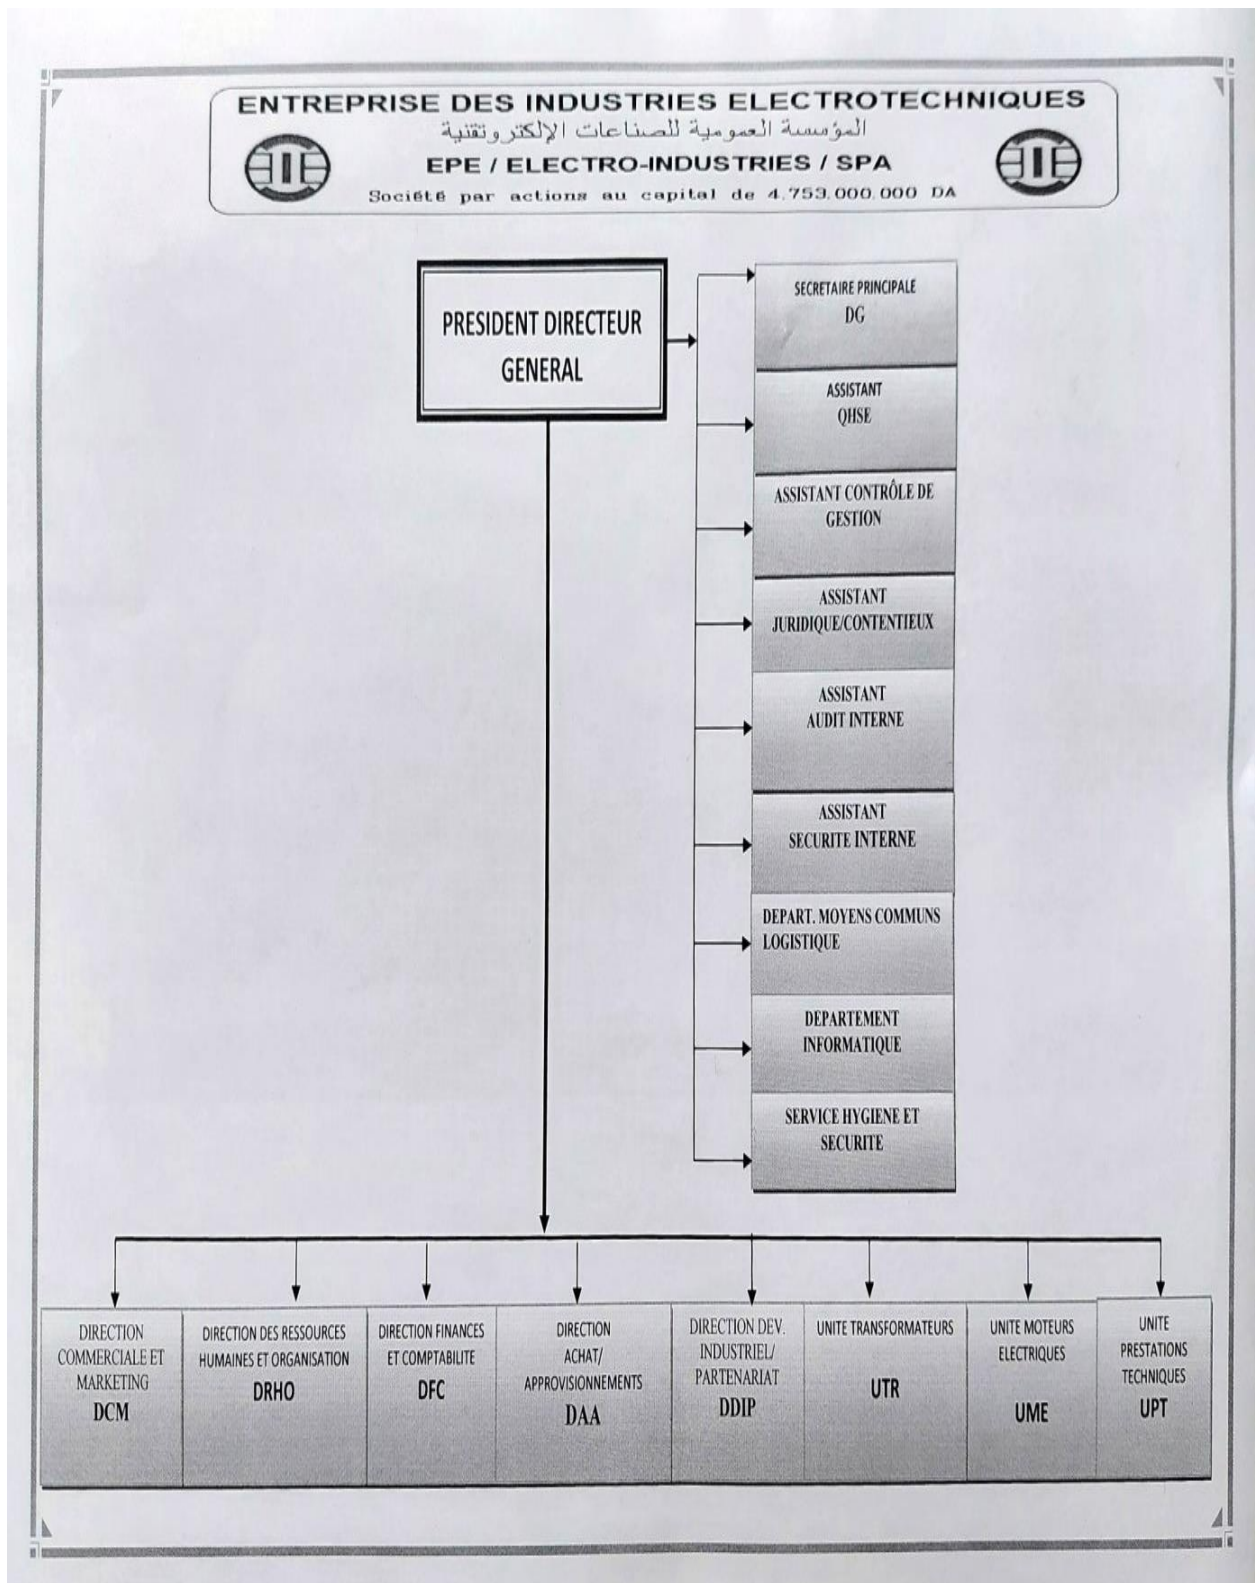 ENTREPRISE DES INDUSTRIES ELECTROTECHNIQUES
المؤسسة العمومية للصناعات الإلكتروتقنية
EPE / ELECTRO-INDUSTRIES / SPA
Société par actions au capital de 4.753.000.000 DA
PRESIDENT DIRECTEUR
GENERAL
SECRETAIRE PRINCIPALE
DG
ASSISTANT
QHSE
ASSISTANT CONTRÔLE DE
GESTION
ASSISTANT
JURIDIQUE/CONTENTIEUX
ASSISTANT
AUDIT INTERNE
ASSISTANT
SECURITE INTERNE
DEPART. MOYENS COMMUNS
LOGISTIQUE
DEPARTEMENT
INFORMATIQUE
SERVICE HYGIENE ET
SECURITE
DIRECTION
COMMERCIALE ET
MARKETING
DCM
DIRECTION DES RESSOURCES
HUMAINES ET ORGANISATION
DRHO
DIRECTION FINANCES
ET COMPTABILITE
DFC
DIRECTION
ACHAT/
APPROVISIONNEMENTS
DAA
DIRECTION DEV.
INDUSTRIEL/
PARTENARIAT
DDIP
UNITE TRANSFORMATEURS
UTR
UNITE MOTEURS
ELECTRIQUES
UME
UNITE
PRESTATIONS
TECHNIQUES
UPT